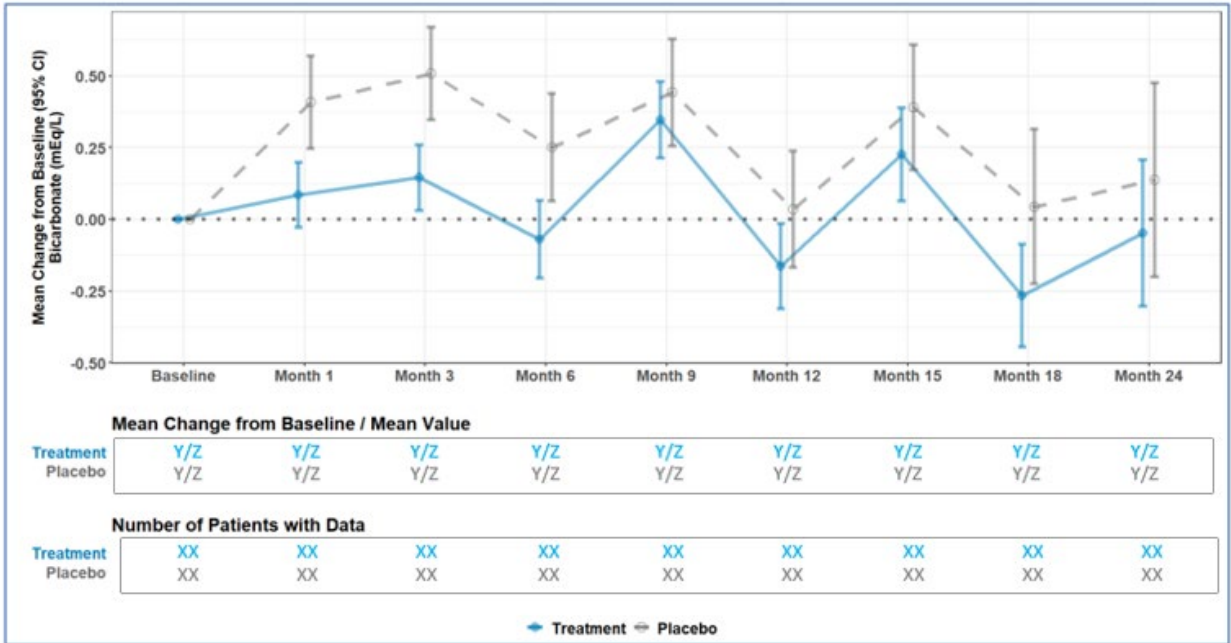 Mean Change from Baseline (95% CI)
Bicarbonate (mEq/L)
0.50
0.25
0.00
-0.25
-0.50
Baseline Month 1 Month 3 Month 6 Month 9 Month 12 Month 15 Month 18 Month 24
Mean Change from Baseline / Mean Value
Treatment Y/Z Y/Z Y/Z Y/Z Y/Z Y/Z Y/Z Y/Z Y/Z
Placebo Y/Z Y/Z Y/Z Y/Z Y/Z Y/Z Y/Z Y/Z Y/Z
Number of Patients with Data
Treatment XX XX XX XX XX XX XX XX XX
Placebo XX XX XX XX XX XX XX XX XX
Treatment Placebo